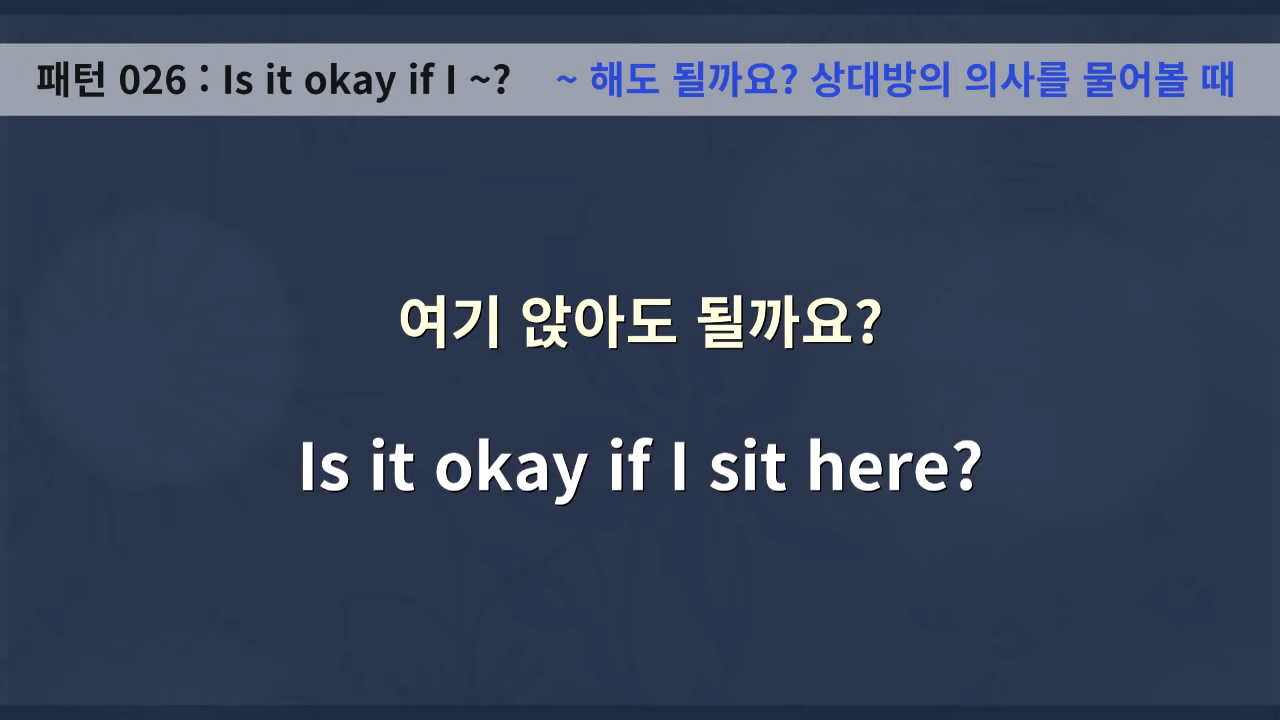 패턴 026 : Is it okay if I ~? ~ 해도 될까요? 상대방의 의사를 물어볼 때
여기 앉아도 될까요?
Is it okay if I sit here?